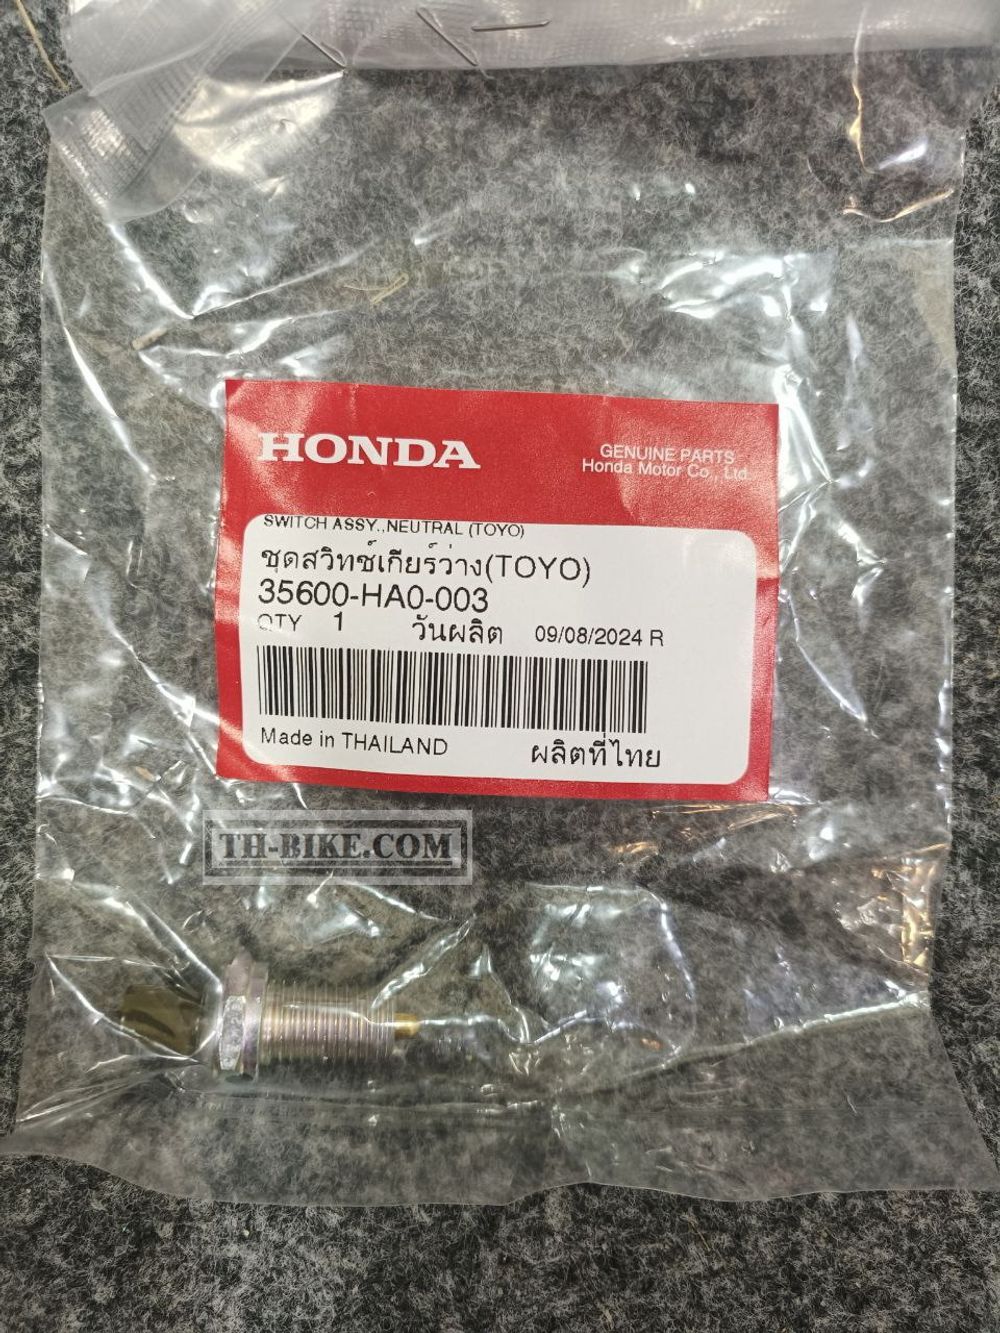 HONDA
GENUINE PARTS
Honda Motor Co., Ltd.
SWITCH ASSY.,NEUTRAL (TOYO)
ชุดสวิทช์เกียร์ว่าง(TOYO)
35600-HA0-003
QTY 1 วันผลิต 09/08/2024 R
Made in THAILAND ผลิตที่ไทย
TH-BIKE.COM